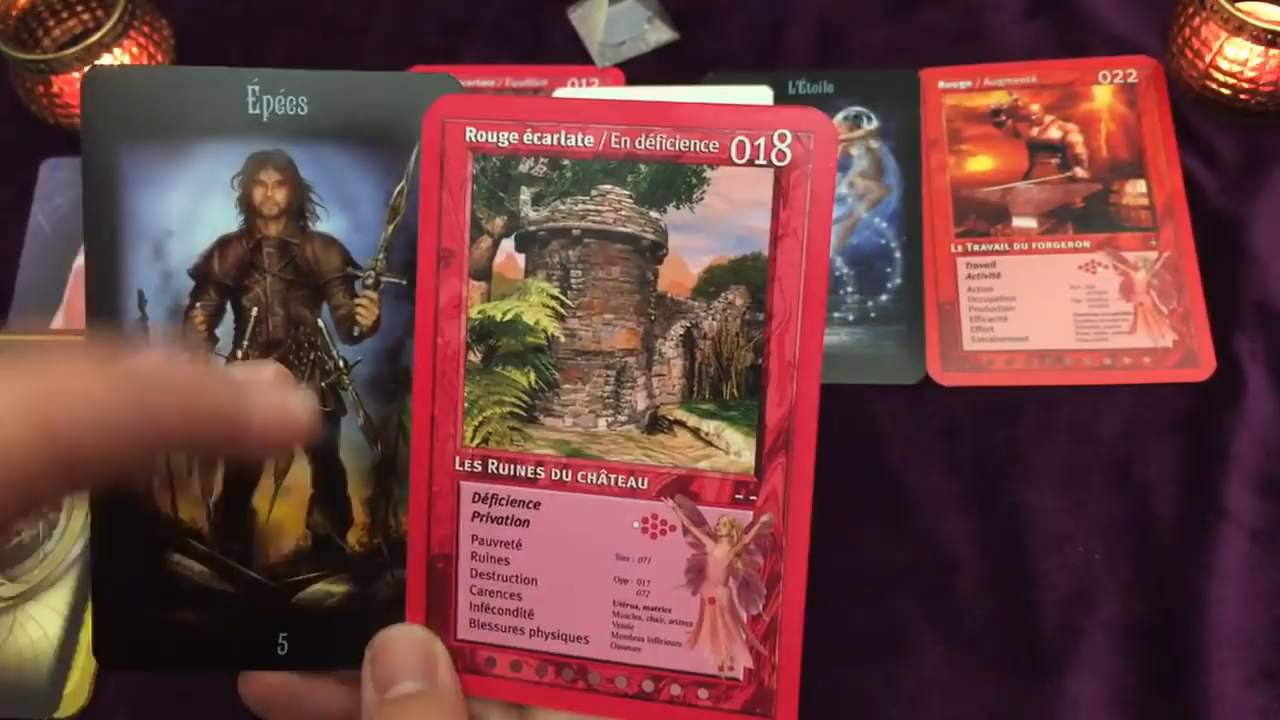 Épées
5
Rouge écarlate / En déficience 018
LES RUINES DU CHÂTEAU
Déficience
Privation
Pauvreté
Ruines
Destruction
Carences
Infécondité
Blessures physiques
Sim : 071
Opp : 017
072
Utérus, matrice
Muscles, chair, artères
Vessie
Membres inférieurs
Ossature
012
L'Étoile
Rouge / Augmenté 022
LE TRAVAIL DU FORGERON
Travail
Activité
Action
Occupation
Production
Efficacité
Effort
Entraînement